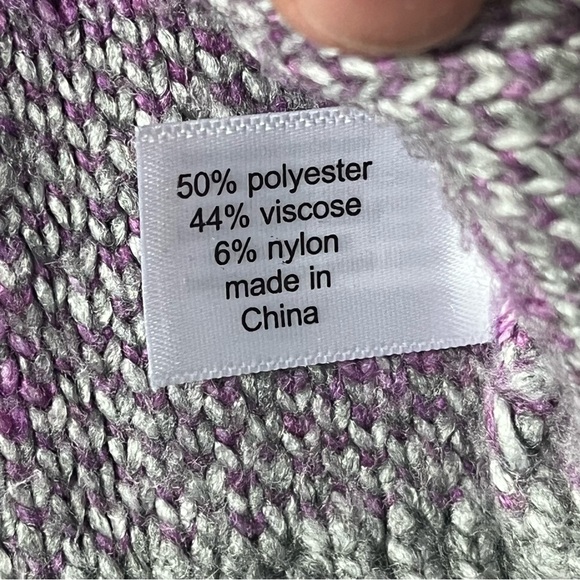 50% polyester
44% viscose
6% nylon
made in
China